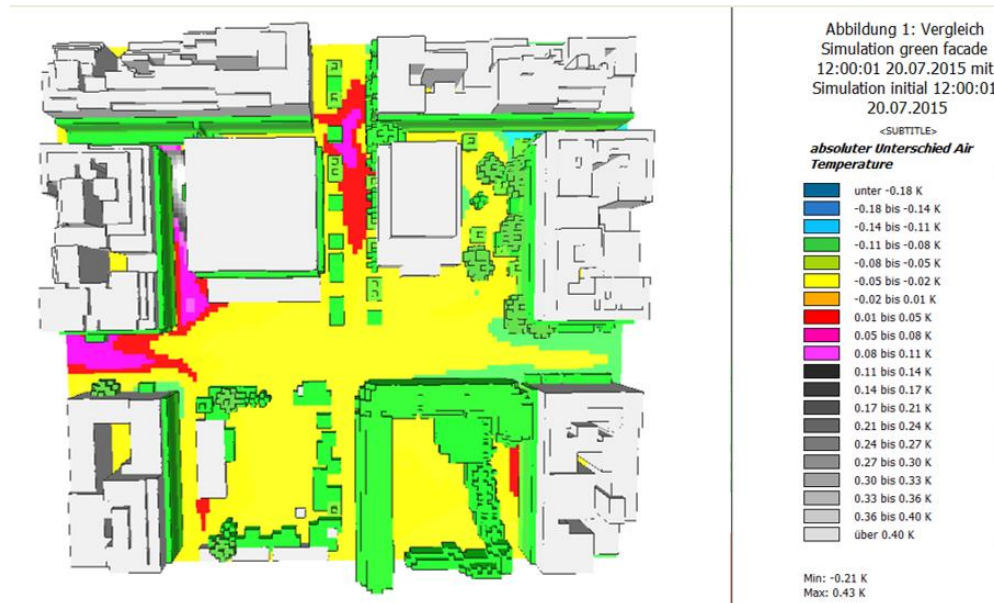 Abbildung 1: Vergleich
Simulation green facade
12:00:01 20.07.2015 mit
Simulation initial 12:00:01
20.07.2015
<SUBTITLE>
absoluter Unterschied Air
Temperature
unter -0.18 K
-0.18 bis -0.14 K
-0.14 bis -0.11 K
-0.11 bis -0.08 K
-0.08 bis -0.05 K
-0.05 bis -0.02 K
-0.02 bis 0.01 K
0.01 bis 0.05 K
0.05 bis 0.08 K
0.08 bis 0.11 K
0.11 bis 0.14 K
0.14 bis 0.17 K
0.17 bis 0.21 K
0.21 bis 0.24 K
0.24 bis 0.27 K
0.27 bis 0.30 K
0.30 bis 0.33 K
0.33 bis 0.36 K
0.36 bis 0.40 K
über 0.40 K
Min: -0.21 K
Max: 0.43 K